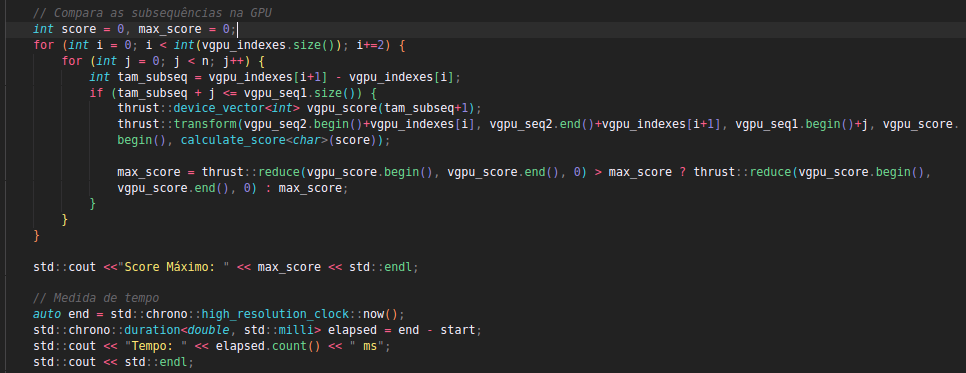 // Compara as subsequências na GPU
int score = 0, max_score = 0;
for (int i = 0; i < int(vgpu_indexes.size()); i+=2) {
for (int j = 0; j < n; j++) {
int tam_subseq = vgpu_indexes[i+1] - vgpu_indexes[i];
if (tam_subseq + j <= vgpu_seq1.size()) {
thrust::device_vector<int> vgpu_score(tam_subseq+1);
thrust::transform(vgpu_seq2.begin()+vgpu_indexes[i], vgpu_seq2.end()+vgpu_indexes[i+1], vgpu_seq1.begin()+j, vgpu_score.
begin(), calculate_score<char>(score));
max_score = thrust::reduce(vgpu_score.begin(), vgpu_score.end(), 0) > max_score ? thrust::reduce(vgpu_score.begin(),
vgpu_score.end(), 0) : max_score;
}
}
}
std::cout <<"Score Máximo: " << max_score << std::endl;
// Medida de tempo
auto end = std::chrono::high_resolution_clock::now();
std::chrono::duration<double, std::milli> elapsed = end - start;
std::cout << "Tempo: " << elapsed.count() << " ms";
std::cout << std::endl;